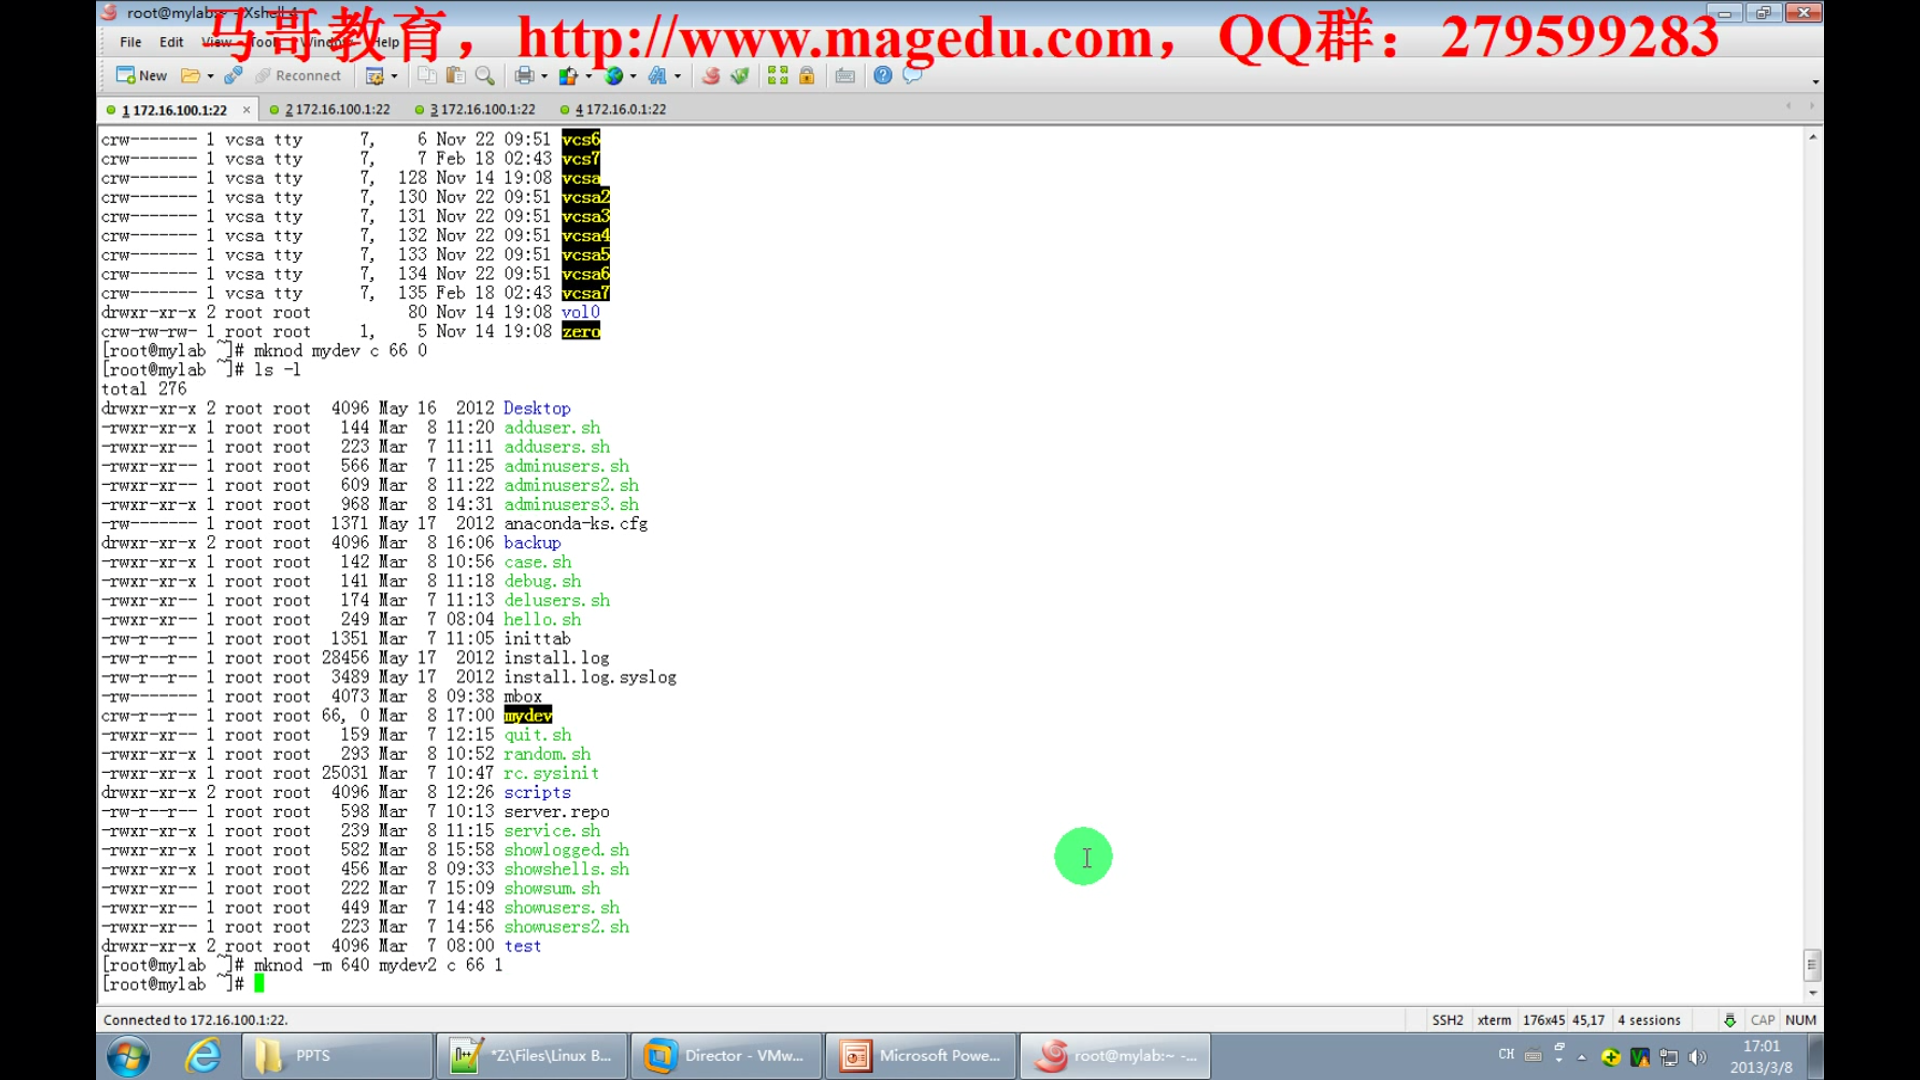 root@mylab:~ - Xshell 4
马哥教育，http://www.magedu.com，QQ群：279599283
File Edit View Tools Window Help
New Reconnect
1 172.16.100.1:22 2 172.16.100.1:22 3 172.16.100.1:22 4 172.16.0.1:22
crw------- 1 vcsa tty 7, 6 Nov 22 09:51 vcs6
crw------- 1 vcsa tty 7, 7 Feb 18 02:43 vcs7
crw------- 1 vcsa tty 7, 128 Nov 14 19:08 vcsa
crw------- 1 vcsa tty 7, 130 Nov 22 09:51 vcsa2
crw------- 1 vcsa tty 7, 131 Nov 22 09:51 vcsa3
crw------- 1 vcsa tty 7, 132 Nov 22 09:51 vcsa4
crw------- 1 vcsa tty 7, 133 Nov 22 09:51 vcsa5
crw------- 1 vcsa tty 7, 134 Nov 22 09:51 vcsa6
crw------- 1 vcsa tty 7, 135 Feb 18 02:43 vcsa7
drwxr-xr-x 2 root root 80 Nov 14 19:08 vol0
crw-rw-rw- 1 root root 1, 5 Nov 14 19:08 zero
[root@mylab ~]# mknod mydev c 66 0
[root@mylab ~]# ls -l
total 276
drwxr-xr-x 2 root root 4096 May 16 2012 Desktop
-rwxr-xr-x 1 root root 144 Mar 8 11:20 adduser.sh
-rwxr-xr-- 1 root root 223 Mar 7 11:11 addusers.sh
-rwxr-xr-- 1 root root 566 Mar 7 11:25 adminusers.sh
-rwxr-xr-- 1 root root 609 Mar 8 11:22 adminusers2.sh
-rwxr-xr-- 1 root root 968 Mar 8 14:31 adminusers3.sh
-rw------- 1 root root 1371 May 17 2012 anaconda-ks.cfg
drwxr-xr-x 2 root root 4096 Mar 8 16:06 backup
-rwxr-xr-x 1 root root 142 Mar 8 10:56 case.sh
-rwxr-xr-x 1 root root 141 Mar 8 11:18 debug.sh
-rwxr-xr-- 1 root root 174 Mar 7 11:13 delusers.sh
-rwxr-xr-- 1 root root 249 Mar 7 08:04 hello.sh
-rw-r--r-- 1 root root 1351 Mar 7 11:05 inittab
-rw-r--r-- 1 root root 28456 May 17 2012 install.log
-rw-r--r-- 1 root root 3489 May 17 2012 install.log.syslog
-rw------- 1 root root 4073 Mar 8 09:38 mbox
crw-r--r-- 1 root root 66, 0 Mar 8 17:00 mydev
-rwxr-xr-x 1 root root 159 Mar 7 12:15 quit.sh
-rwxr-xr-x 1 root root 293 Mar 8 10:52 random.sh
-rwxr-xr-x 1 root root 25031 Mar 7 10:47 rc.sysinit
drwxr-xr-x 2 root root 4096 Mar 8 12:26 scripts
-rw-r--r-- 1 root root 598 Mar 7 10:13 server.repo
-rwxr-xr-x 1 root root 239 Mar 8 11:15 service.sh
-rwxr-xr-x 1 root root 582 Mar 8 15:58 showlogged.sh
-rwxr-xr-x 1 root root 456 Mar 8 09:33 showshells.sh
-rwxr-xr-- 1 root root 222 Mar 7 15:09 showsum.sh
-rwxr-xr-- 1 root root 449 Mar 7 14:48 showusers.sh
-rwxr-xr-- 1 root root 223 Mar 7 14:56 showusers2.sh
drwxr-xr-x 2 root root 4096 Mar 7 08:00 test
[root@mylab ~]# mknod -m 640 mydev2 c 66 1
[root@mylab ~]#
Connected to 172.16.100.1:22. SSH2 xterm 176x45 45,17 4 sessions CAP NUM
PPTS *Z:\Files\Linux B... Director - VMw... Microsoft Powe... root@mylab:~ -... CH 17:01
2013/3/8